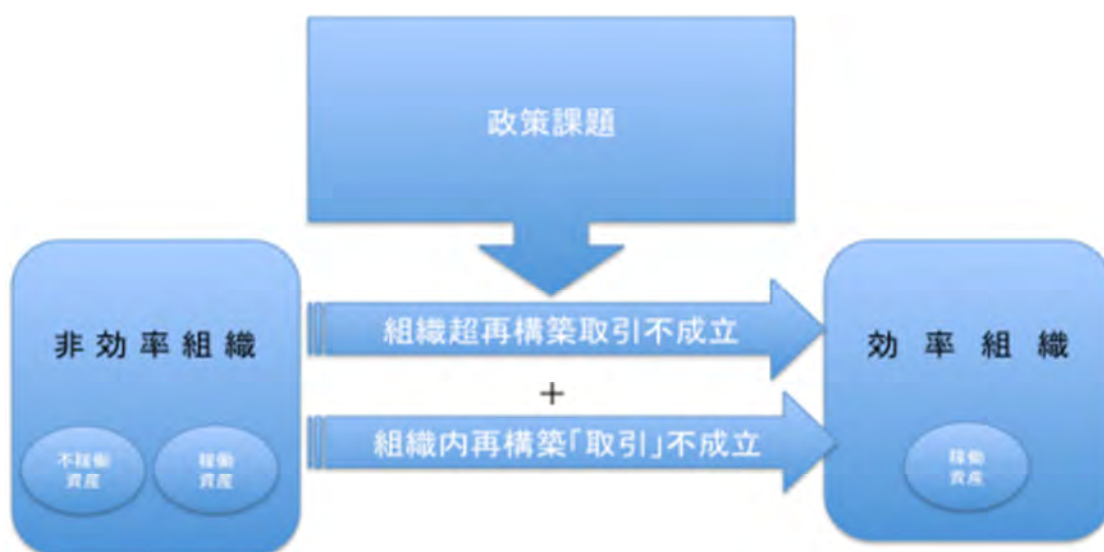 政策課題
組織超再構築取引不成立
非効率組織
効率組織
+
組織内再構築「取引」不成立
不稼働
資産
稼働
資産
稼働
資産